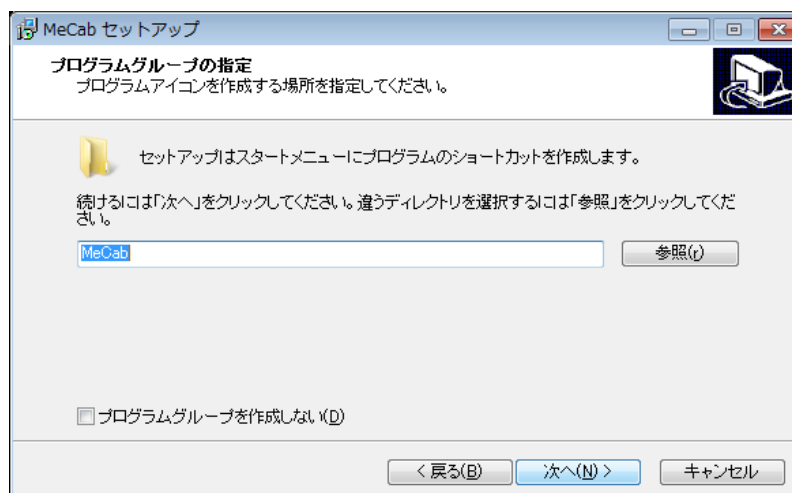 MeCab セットアップ
プログラムグループの指定
プログラムアイコンを作成する場所を指定してください。
セットアップはスタートメニューにプログラムのショートカットを作成します。
続けるには「次へ」をクリックしてください。違うディレクトリを選択するには「参照」をクリックしてくだ
さい。
MeCab
参照(r)
プログラムグループを作成しない(D)
< 戻る(B)
次へ(N) >
キャンセル